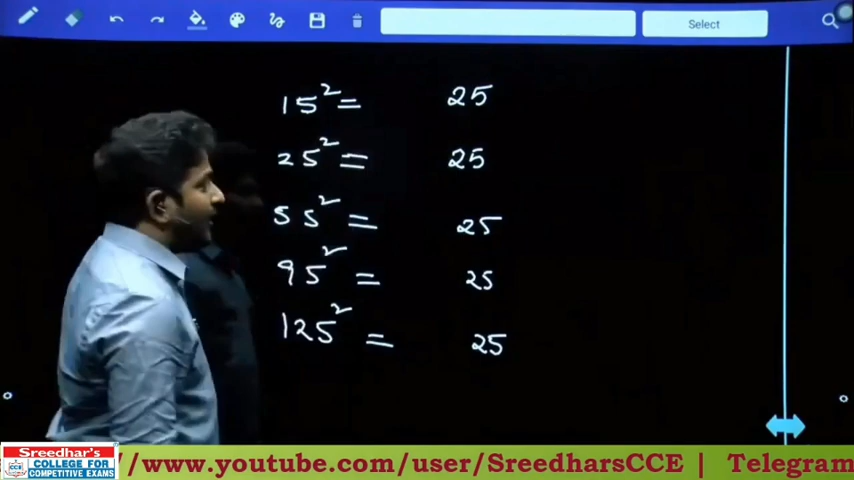 Select
15² = 25
25² = 25
55² = 25
95² = 25
125² = 25
Sreedhar's
CCE
COLLEGE FOR
COMPETITIVE EXAMS
//www.youtube.com/user/SreedharsCCE | Telegram